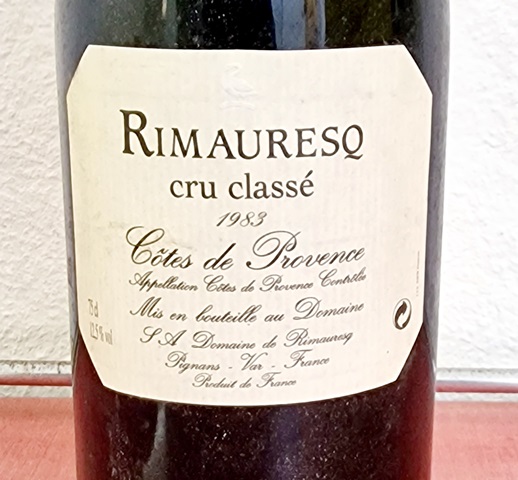 RIMAURESQ
cru classé
1983
Côtes de Provence
Appellation Côtes de Provence Contrôlée
Mis en bouteille au Domaine
75 cl
12,5 % vol
S A Domaine de Rimauresq
Pignans - Var - France
Produit de France